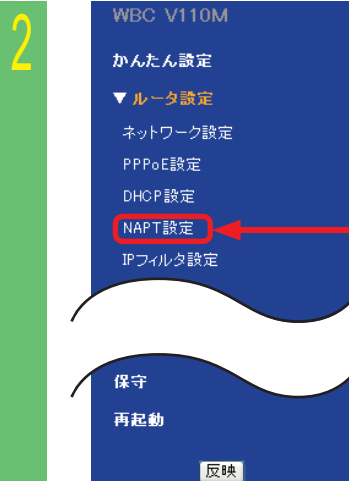 2
WBC V110M
かんたん設定
▼ルータ設定
ネットワーク設定
PPPoE設定
DHCP設定
NAPT設定
IPフィルタ設定
保守
再起動
反映